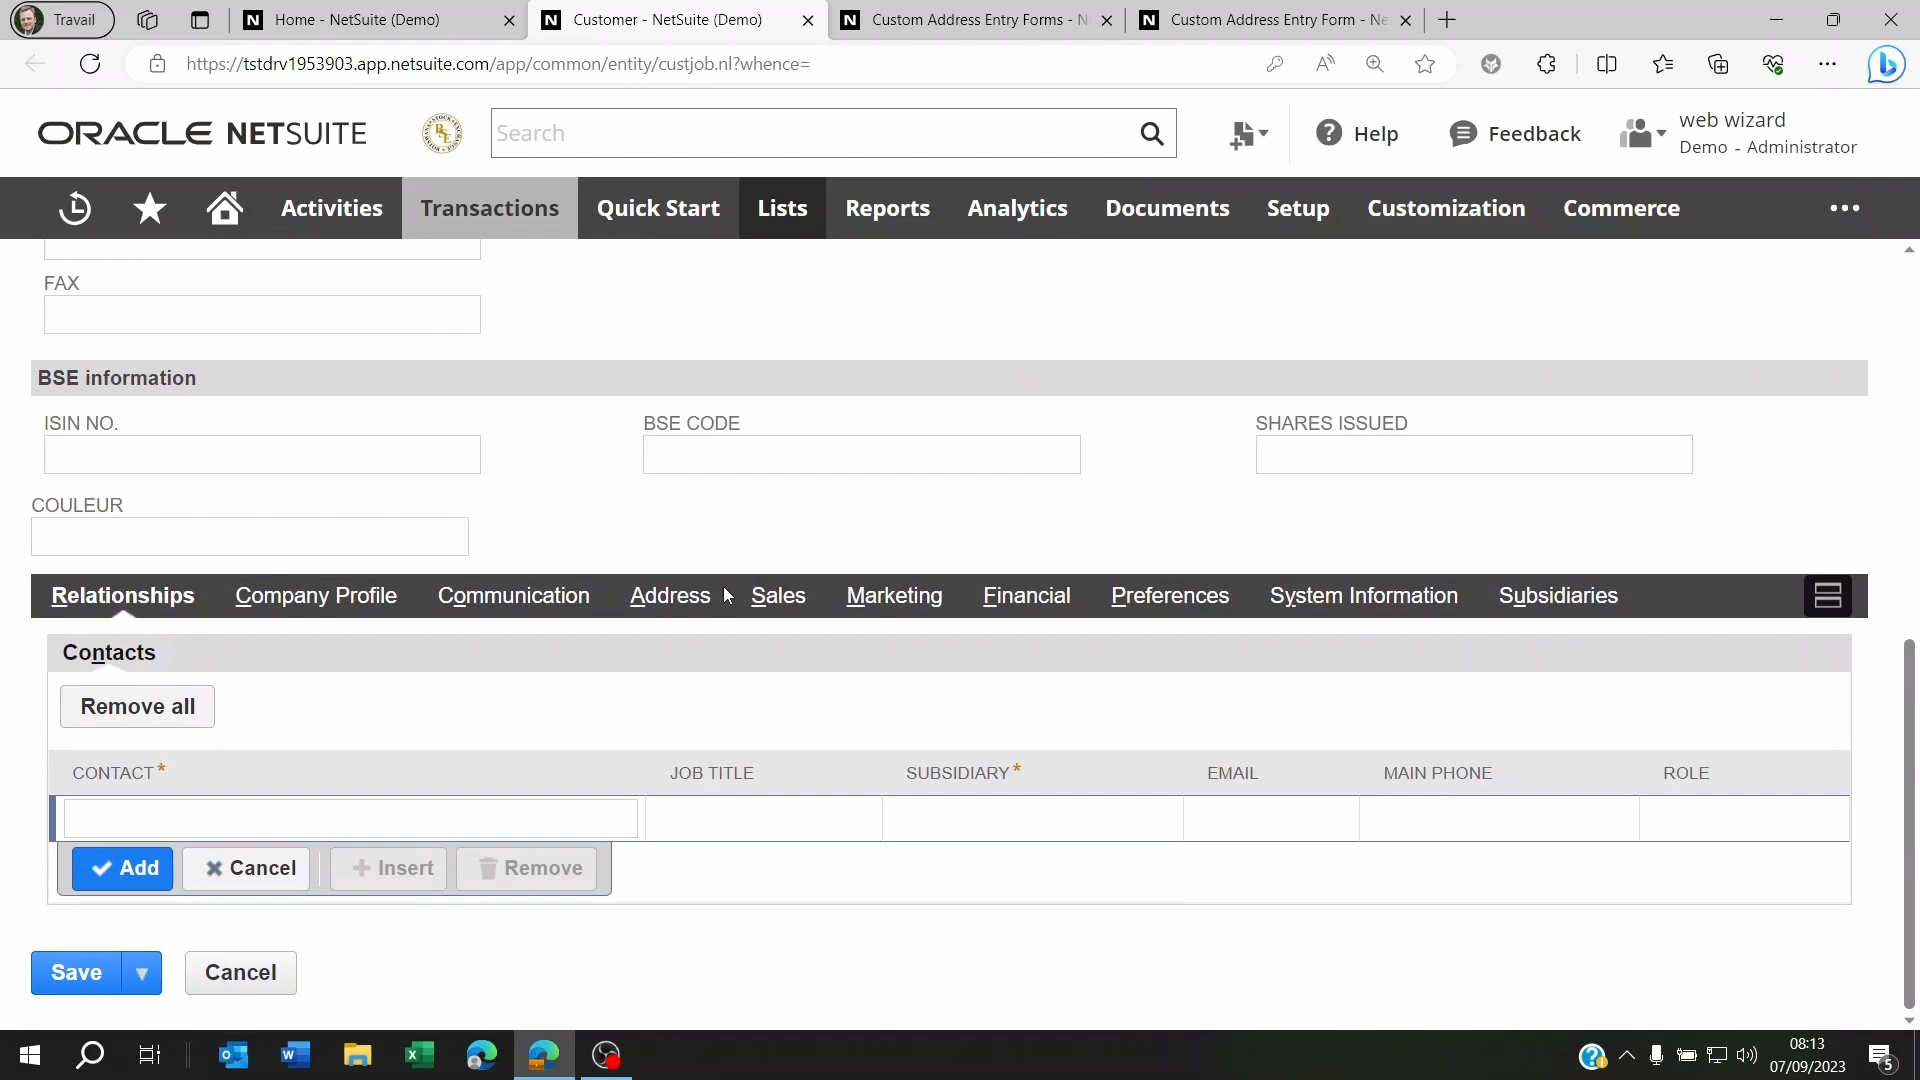 Travail
Home - NetSuite (Demo)
Customer - NetSuite (Demo)
Custom Address Entry Forms - N
Custom Address Entry Form - Ne
https://tstdrv1953903.app.netsuite.com/app/common/entity/custjob.nl?whence=
ORACLE NETSUITE
Search
Help
Feedback
web wizard
Demo - Administrator
Activities
Transactions
Quick Start
Lists
Reports
Analytics
Documents
Setup
Customization
Commerce
FAX
BSE information
ISIN NO.
BSE CODE
SHARES ISSUED
COULEUR
Relationships
Company Profile
Communication
Address
Sales
Marketing
Financial
Preferences
System Information
Subsidiaries
Contacts
Remove all
CONTACT *
JOB TITLE
SUBSIDIARY *
EMAIL
MAIN PHONE
ROLE
Add
Cancel
Insert
Remove
Save
Cancel
08:13
07/09/2023
5